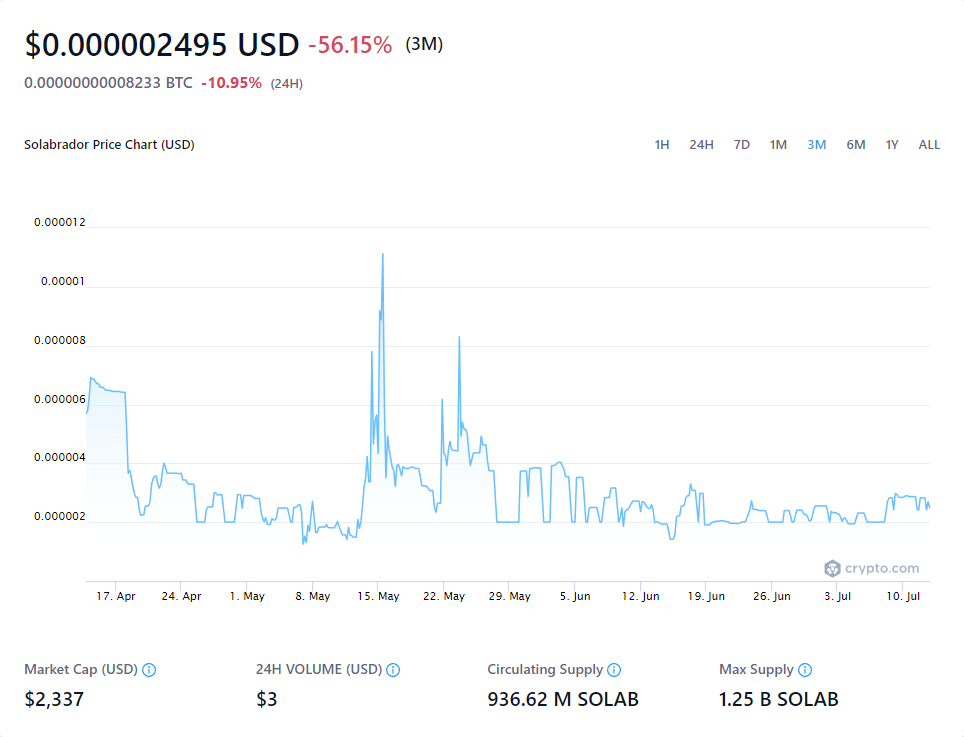 $0.000002495 USD -56.15% (3M)
0.00000000008233 BTC -10.95% (24H)
Solabrador Price Chart (USD) 1H 24H 7D 1M 3M 6M 1Y ALL
0.000012
0.00001
0.000008
0.000006
0.000004
0.000002
crypto.com
17. Apr 24. Apr 1. May 8. May 15. May 22. May 29. May 5. Jun 12. Jun 19. Jun 26. Jun 3. Jul 10. Jul
Market Cap (USD) 24H VOLUME (USD) Circulating Supply Max Supply
$2,337 $3 936.62 M SOLAB 1.25 B SOLAB